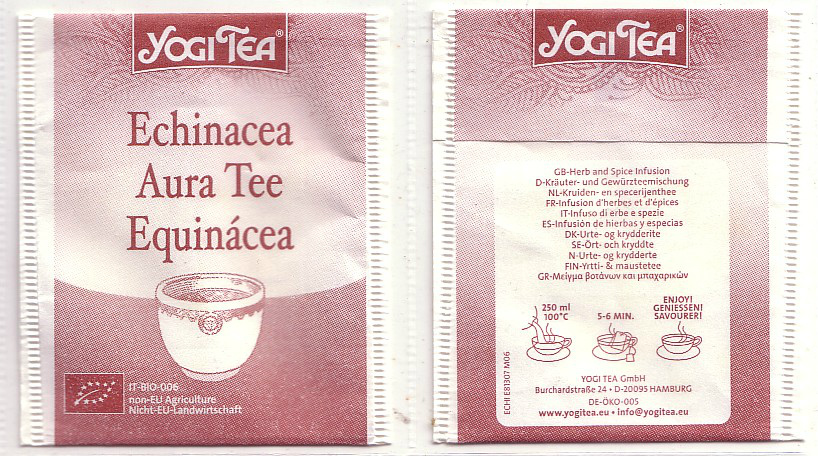 YOGI TEA®
Echinacea
Aura Tee
Equinácea
IT-BIO-006
non-EU Agriculture
Nicht-EU-Landwirtschaft
YOGI TEA®
GB-Herb and Spice Infusion
D-Kräuter- und Gewürzteemischung
NL-Kruiden- en specerijenthee
FR-Infusion d'herbes et d'épices
IT-Infuso di erbe e spezie
ES-Infusión de hierbas y especias
DK-Urte- og krydderite
SE-Ört- och kryddte
N-Urte- og krydderte
FIN-Yrtti- & maustetee
GR-Μείγμα βοτάνων και μπαχαρικών
250 ml
100°C
5-6 MIN.
ENJOY!
GENIESSEN!
SAVOURER!
ECHI E81307 M06
YOGI TEA GmbH
Burchardstraße 24 • D-20095 HAMBURG
DE-ÖKO-005
www.yogitea.eu • info@yogitea.eu